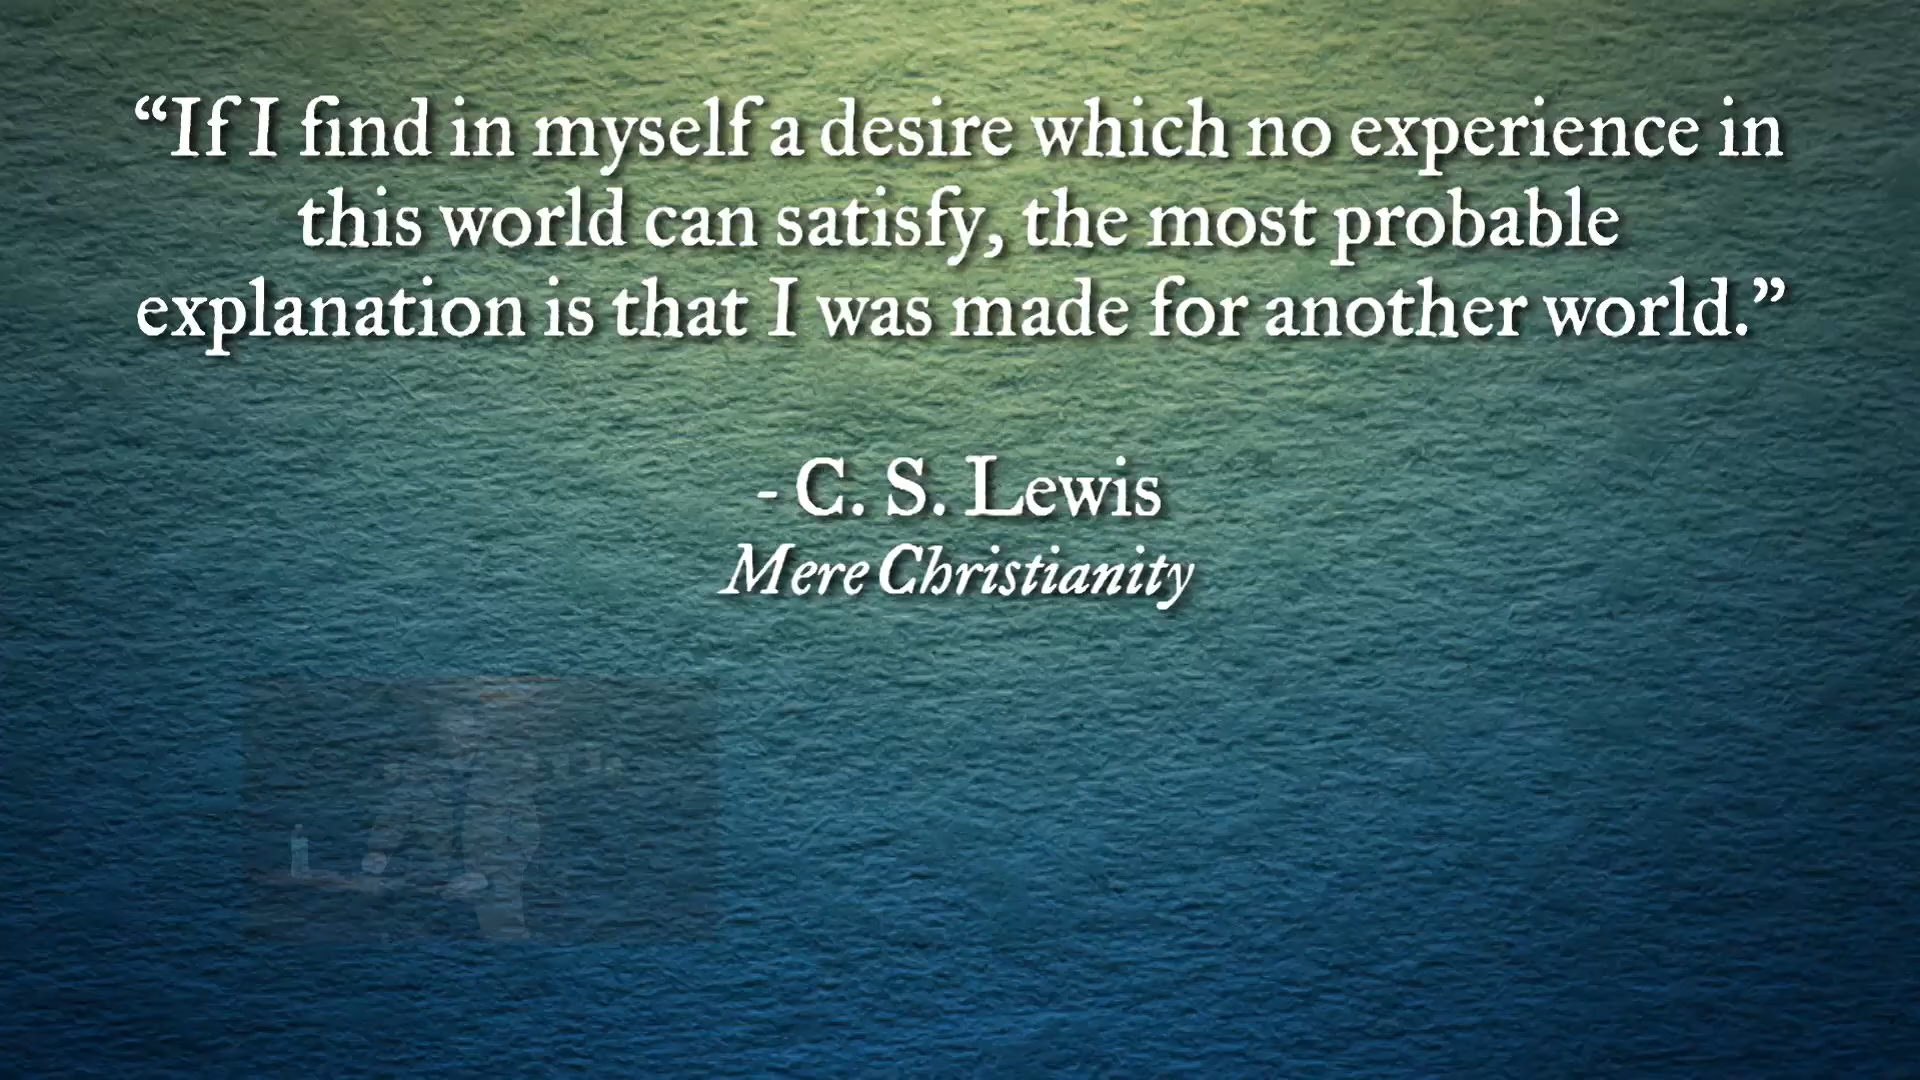 “If I find in myself a desire which no experience in
this world can satisfy, the most probable
explanation is that I was made for another world.”
- C. S. Lewis
Mere Christianity